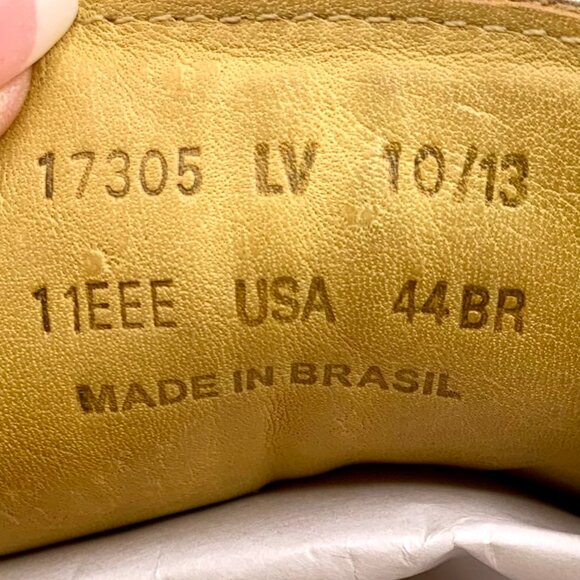 17305 LV 10/13
11EEE USA 44BR
MADE IN BRASIL